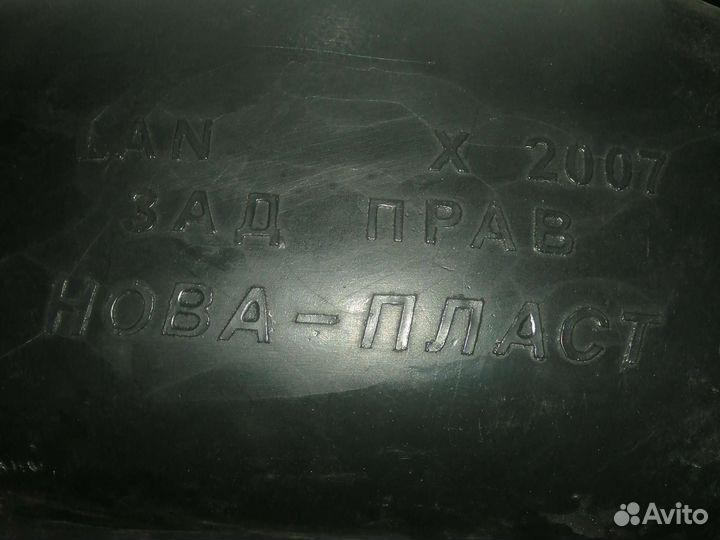 LAN X 2007
ЗАД ПРАВ
НОВА-ПЛАСТ
Avito